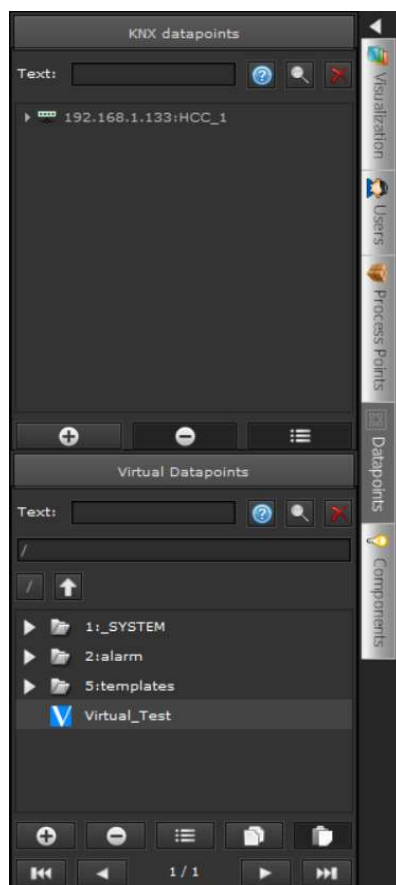 KNX datapoints
Text:
192.168.1.133:HCC_1
Virtual Datapoints
Text:
/
/
1:_SYSTEM
2:alarm
5:templates
Virtual_Test
1 / 1
Visualization
Users
Process Points
Datapoints
Components